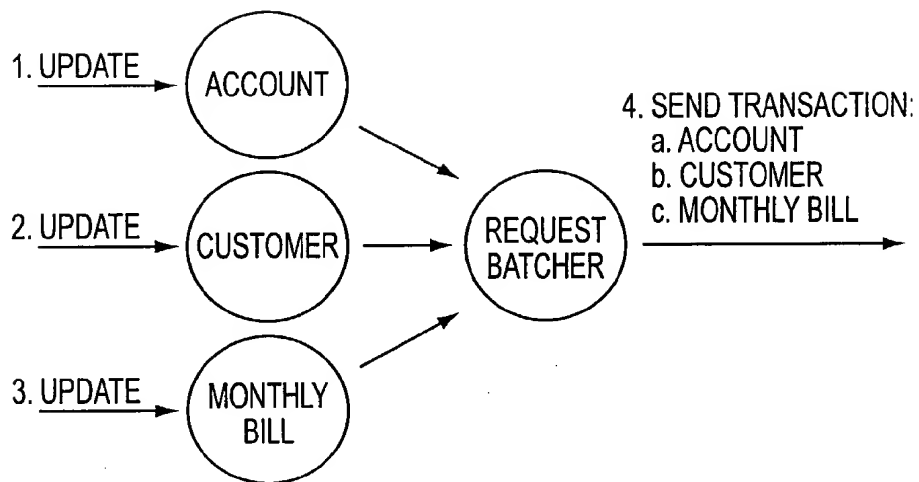 1. UPDATE
ACCOUNT
2. UPDATE
CUSTOMER
3. UPDATE
MONTHLY
BILL
REQUEST
BATCHER
4. SEND TRANSACTION:
a. ACCOUNT
b. CUSTOMER
c. MONTHLY BILL